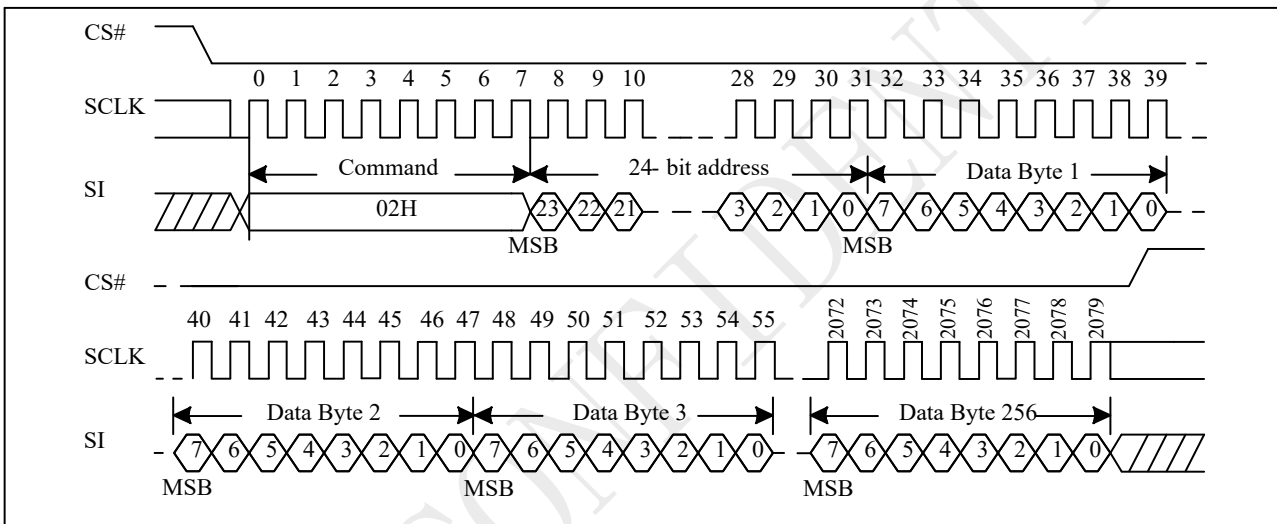 CS#
0 1 2 3 4 5 6 7 8 9 10 28 29 30 31 32 33 34 35 36 37 38 39
SCLK
Command 24- bit address Data Byte 1
SI
02H 23 22 21 3 2 1 0 7 6 5 4 3 2 1 0
MSB MSB
CS#
40 41 42 43 44 45 46 47 48 49 50 51 52 53 54 55 2072 2073 2074 2075 2076 2077 2078 2079
SCLK
Data Byte 2 Data Byte 3 Data Byte 256
SI
7 6 5 4 3 2 1 0 7 6 5 4 3 2 1 0 7 6 5 4 3 2 1 0
MSB MSB MSB